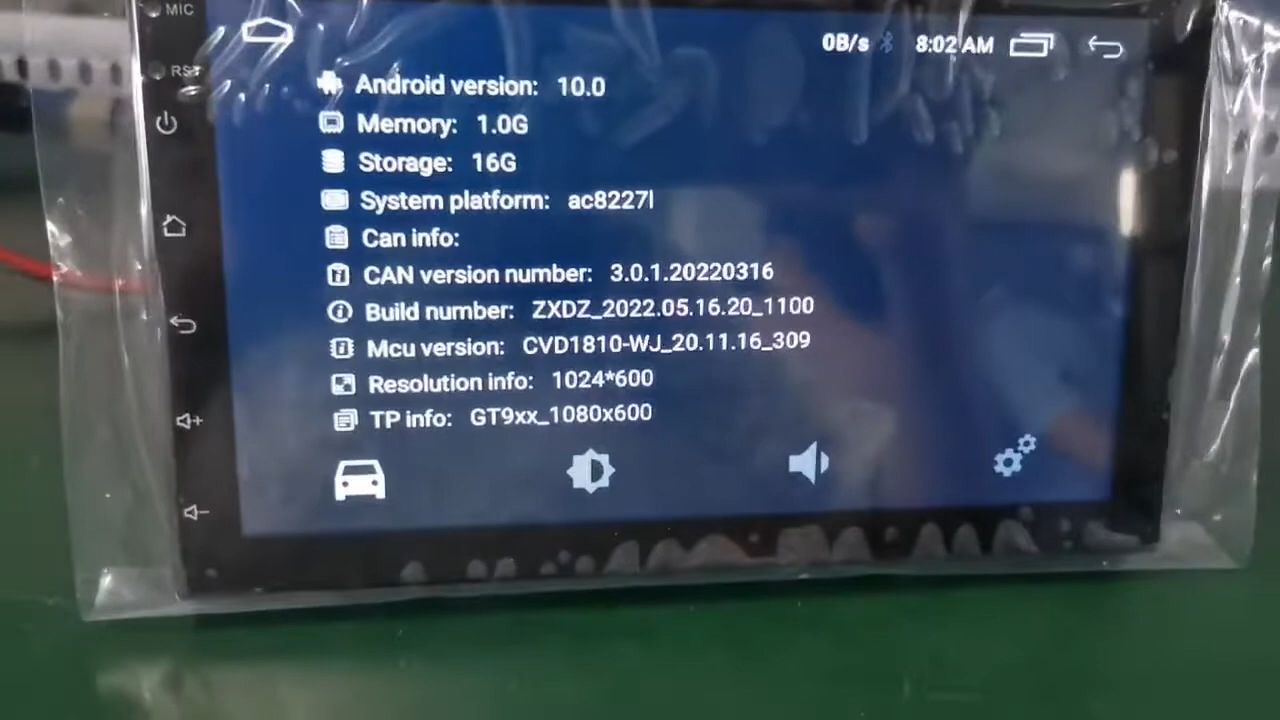 MIC
0B/s 8:02 AM
RST
Android version: 10.0
Memory: 1.0G
Storage: 16G
System platform: ac8227l
Can info:
CAN version number: 3.0.1.20220316
Build number: ZXDZ_2022.05.16.20_1100
Mcu version: CVD1810-WJ_20.11.16_309
Resolution info: 1024*600
TP info: GT9xx_1080x600